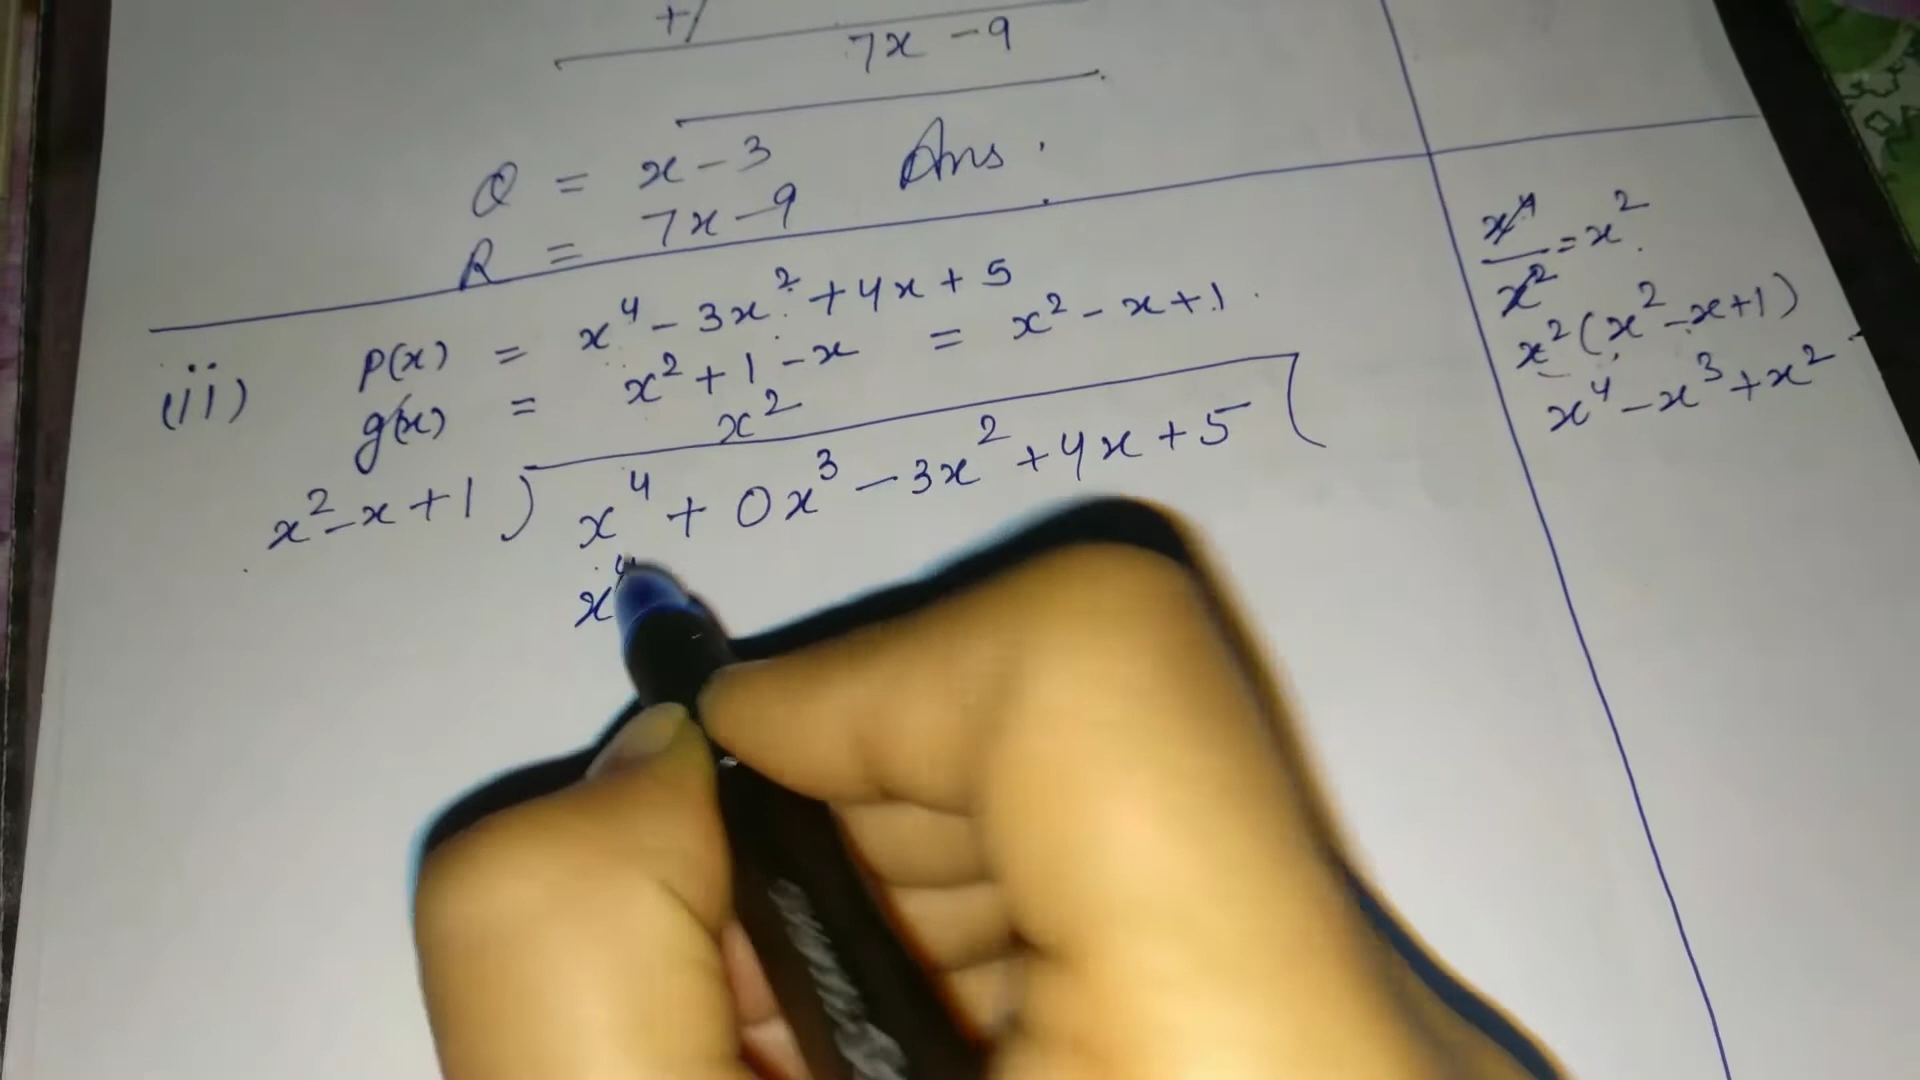 +/
7x - 9
Q = x - 3 Ans.
R = 7x - 9
(ii) p(x) = x⁴ - 3x² + 4x + 5
g(x) = x² + 1 - x = x² - x + 1
x²
x² - x + 1 ) x⁴ + 0x³ - 3x² + 4x + 5 (
x⁴
x⁴/x² = x²
x²(x² - x + 1)
x⁴ - x³ + x²